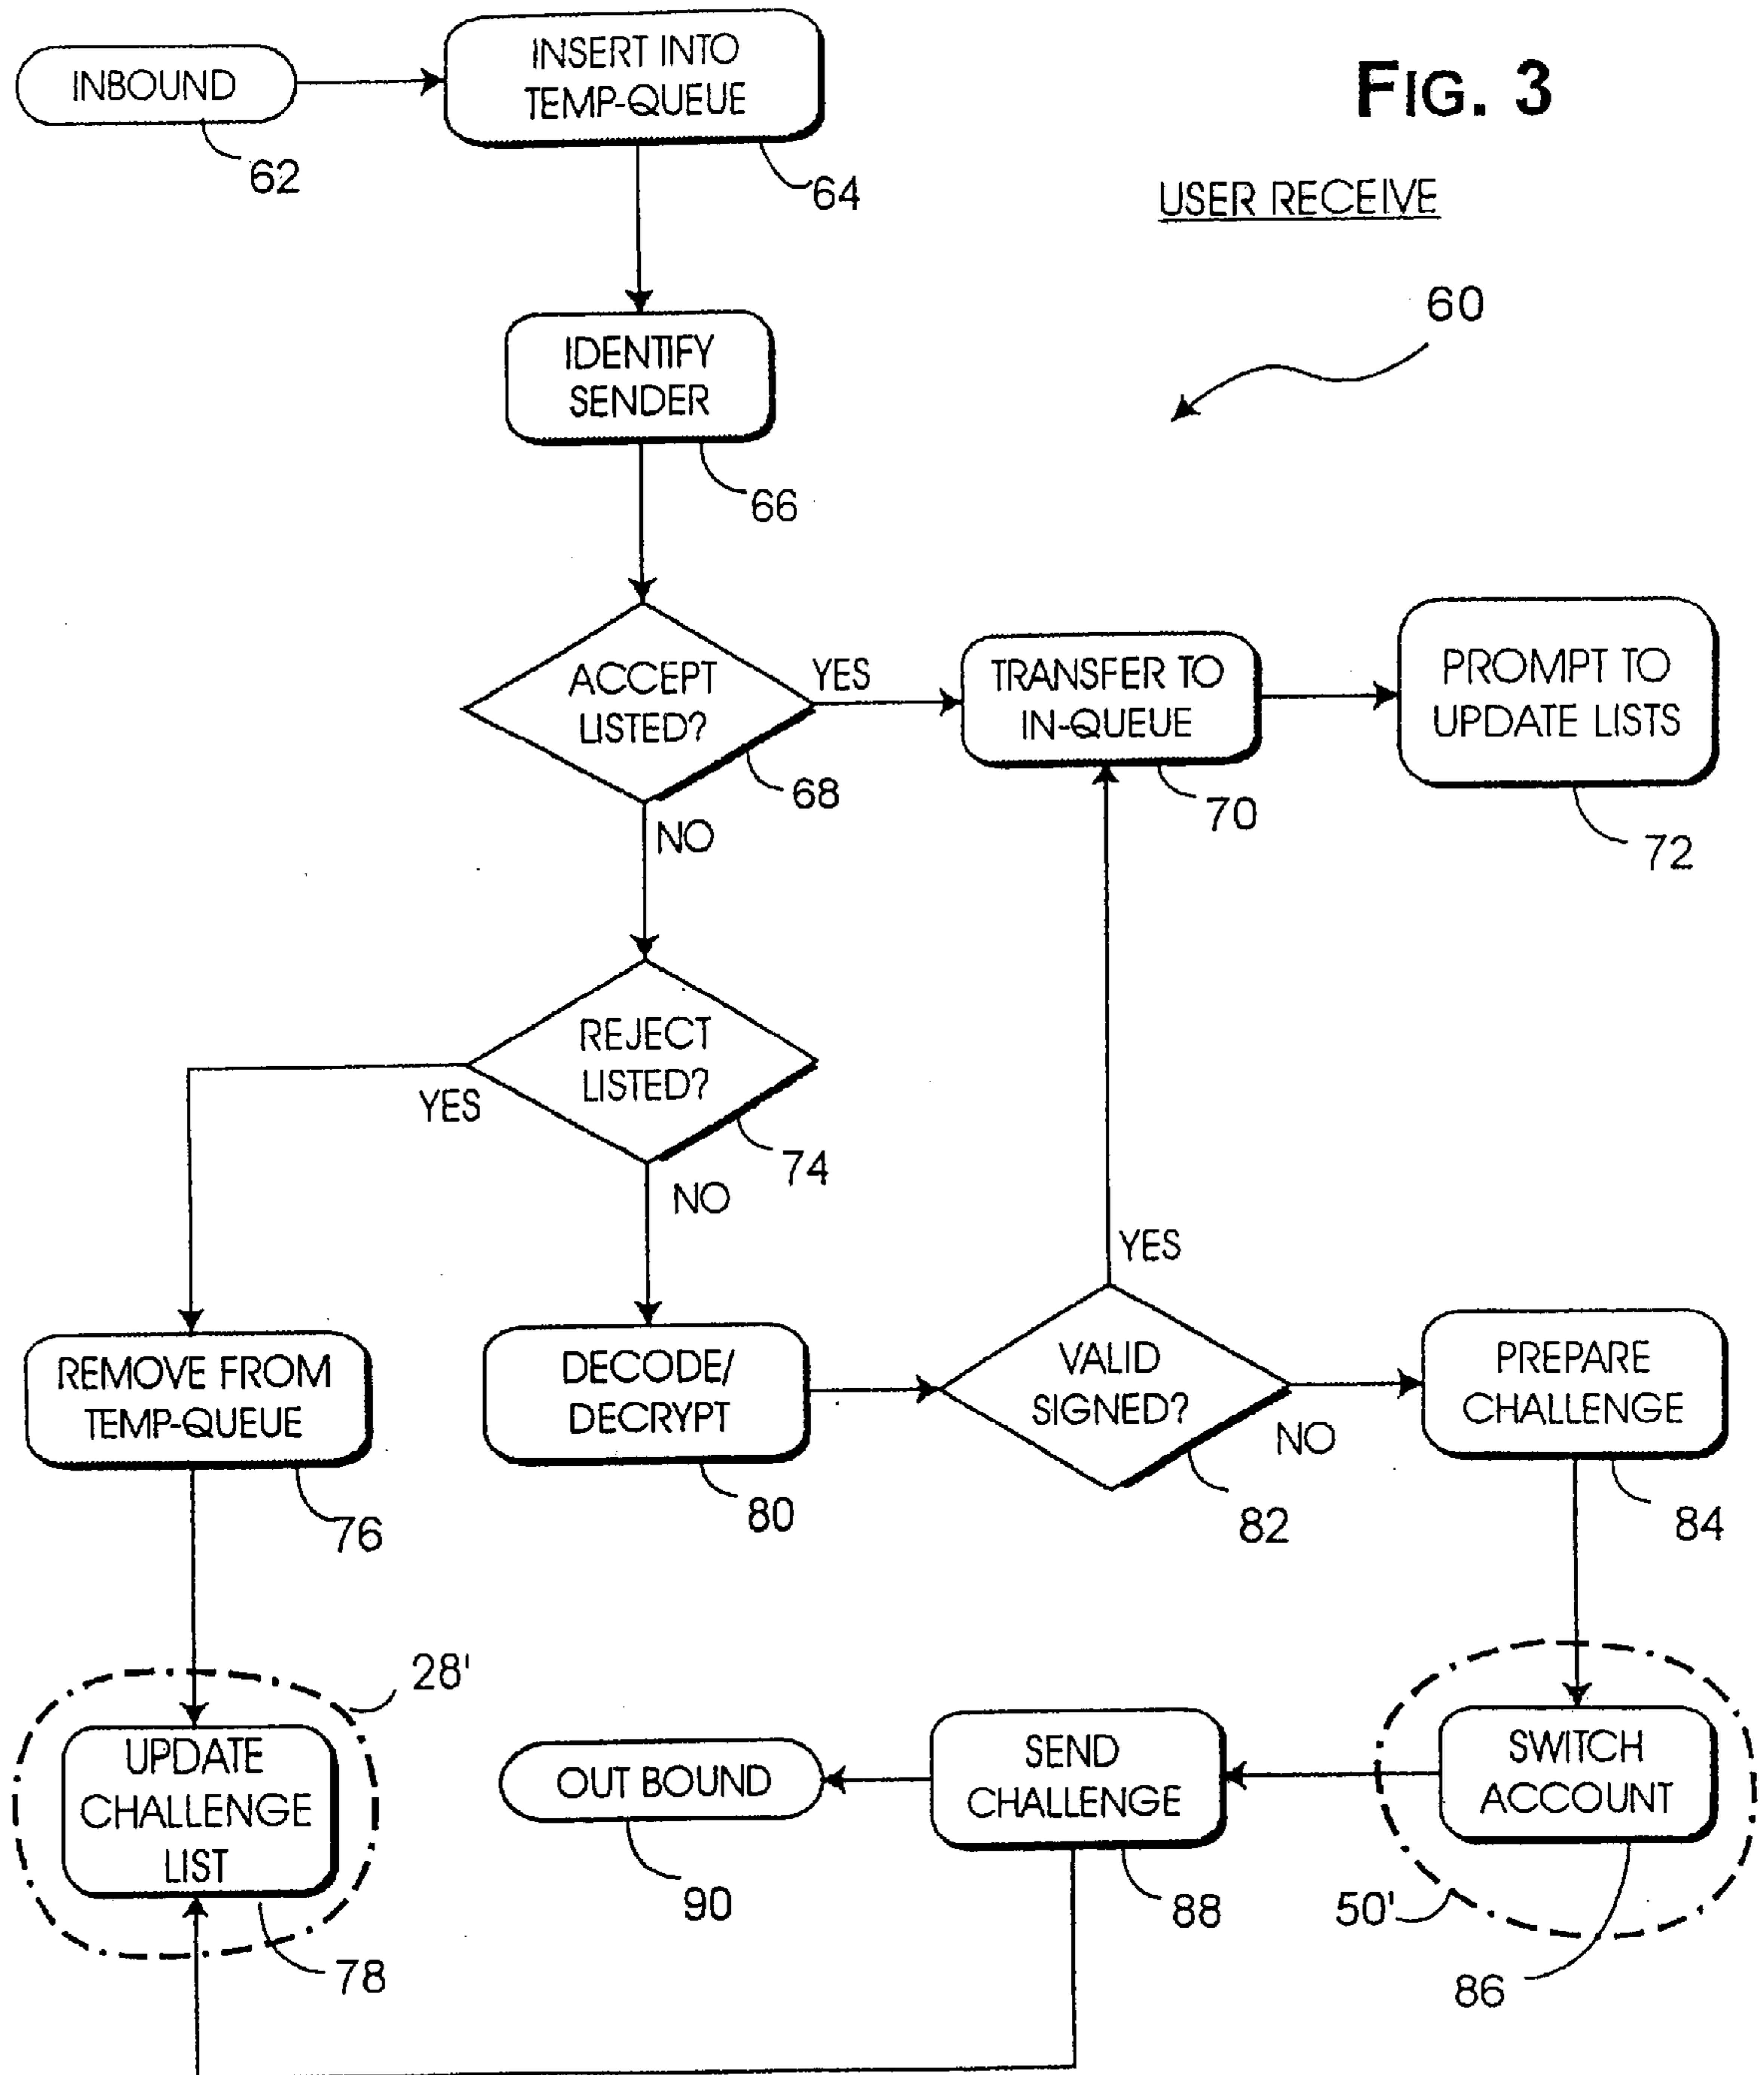 FIG. 3
USER RECEIVE
60
INBOUND
62
INSERT INTO
TEMP-QUEUE
64
IDENTIFY
SENDER
66
ACCEPT
LISTED?
68
YES
NO
TRANSFER TO
IN-QUEUE
70
PROMPT TO
UPDATE LISTS
72
REJECT
LISTED?
74
YES
NO
REMOVE FROM
TEMP-QUEUE
76
DECODE/
DECRYPT
80
VALID
SIGNED?
82
YES
NO
PREPARE
CHALLENGE
84
28'
UPDATE
CHALLENGE
LIST
78
OUT BOUND
90
SEND
CHALLENGE
88
SWITCH
ACCOUNT
50'
86